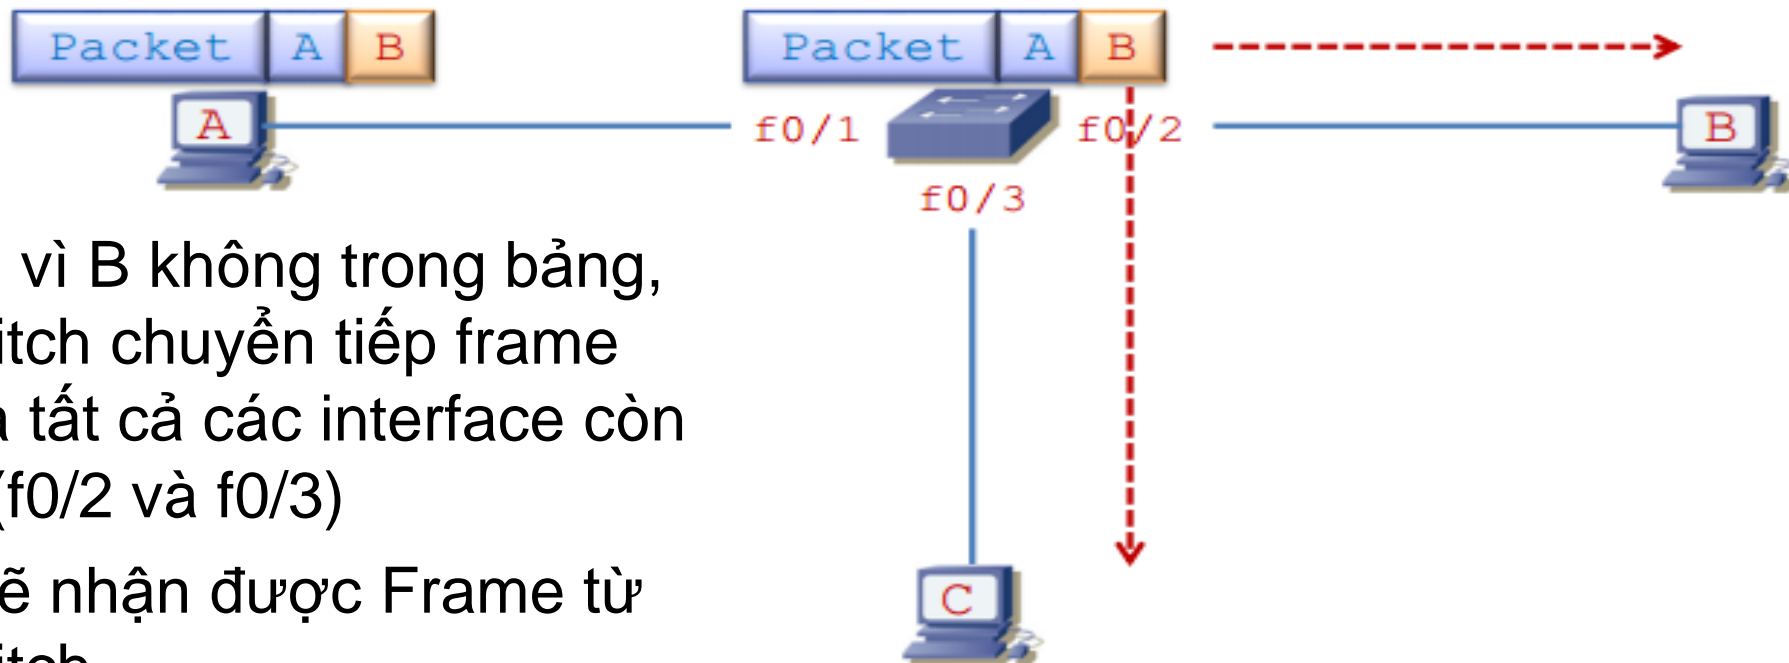 Packet A B
Packet A B
A
f0/1
f0/2
B
f0/3
vì B không trong bảng,
itch chuyển tiếp frame
tất cả các interface còn
(f0/2 và f0/3)
nhận được Frame từ
C